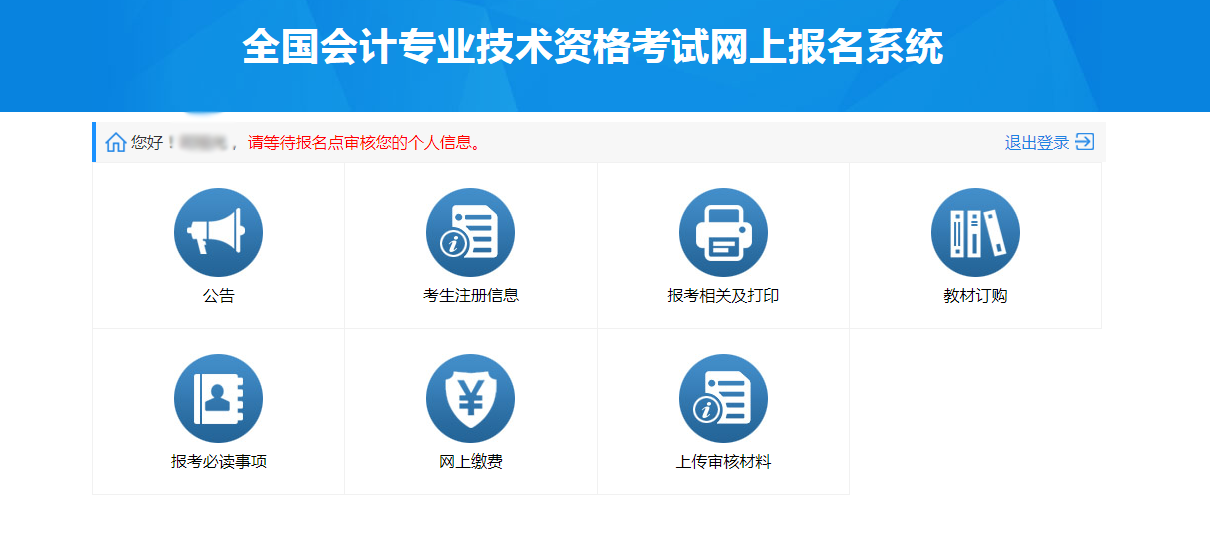 全国会计专业技术资格考试网上报名系统
您好！ ，请等待报名点审核您的个人信息。 退出登录
公告 考生注册信息 报考相关及打印 教材订购
报考必读事项 网上缴费 上传审核材料